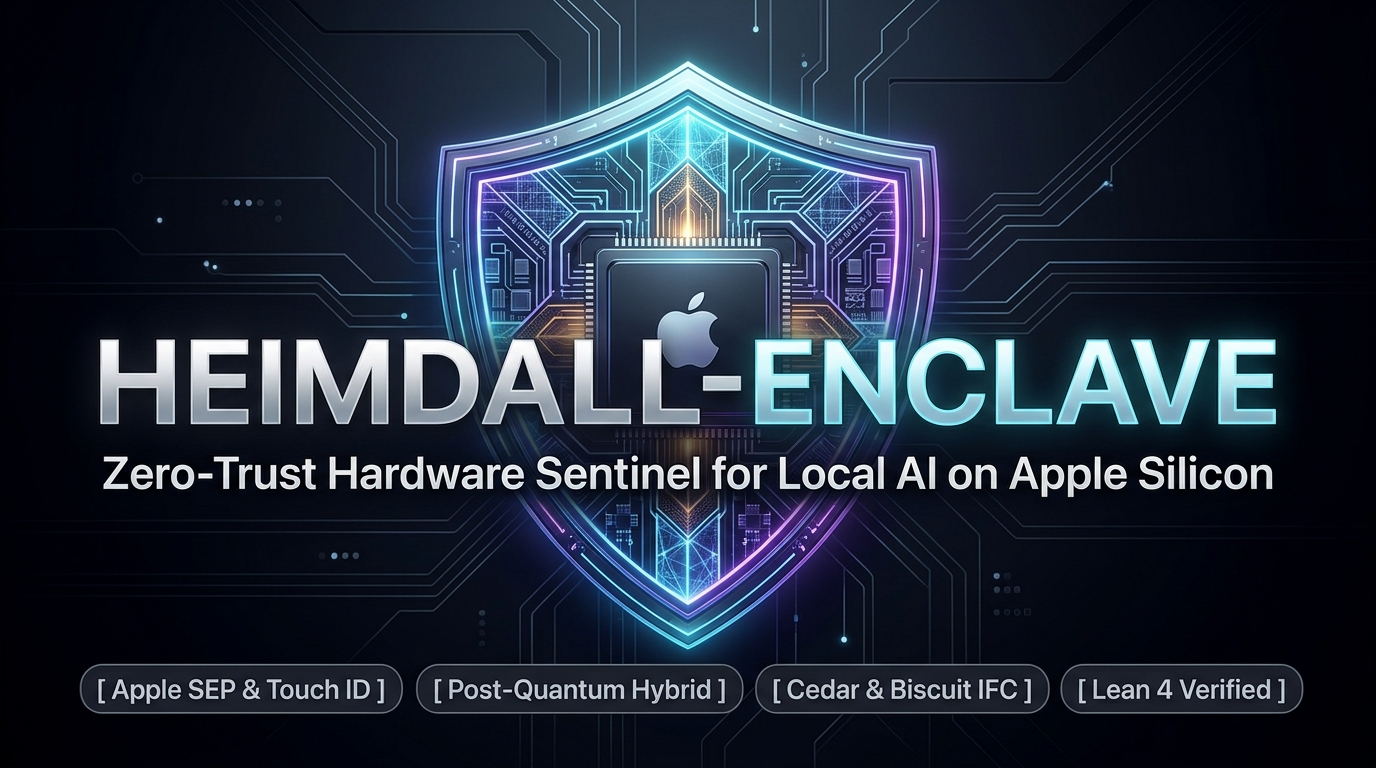 HEIMDALL-ENCLAVE
Zero-Trust Hardware Sentinel for Local AI on Apple Silicon
[ Apple SEP & Touch ID ]
[ Post-Quantum Hybrid ]
[ Cedar & Biscuit IFC ]
[ Lean 4 Verified ]